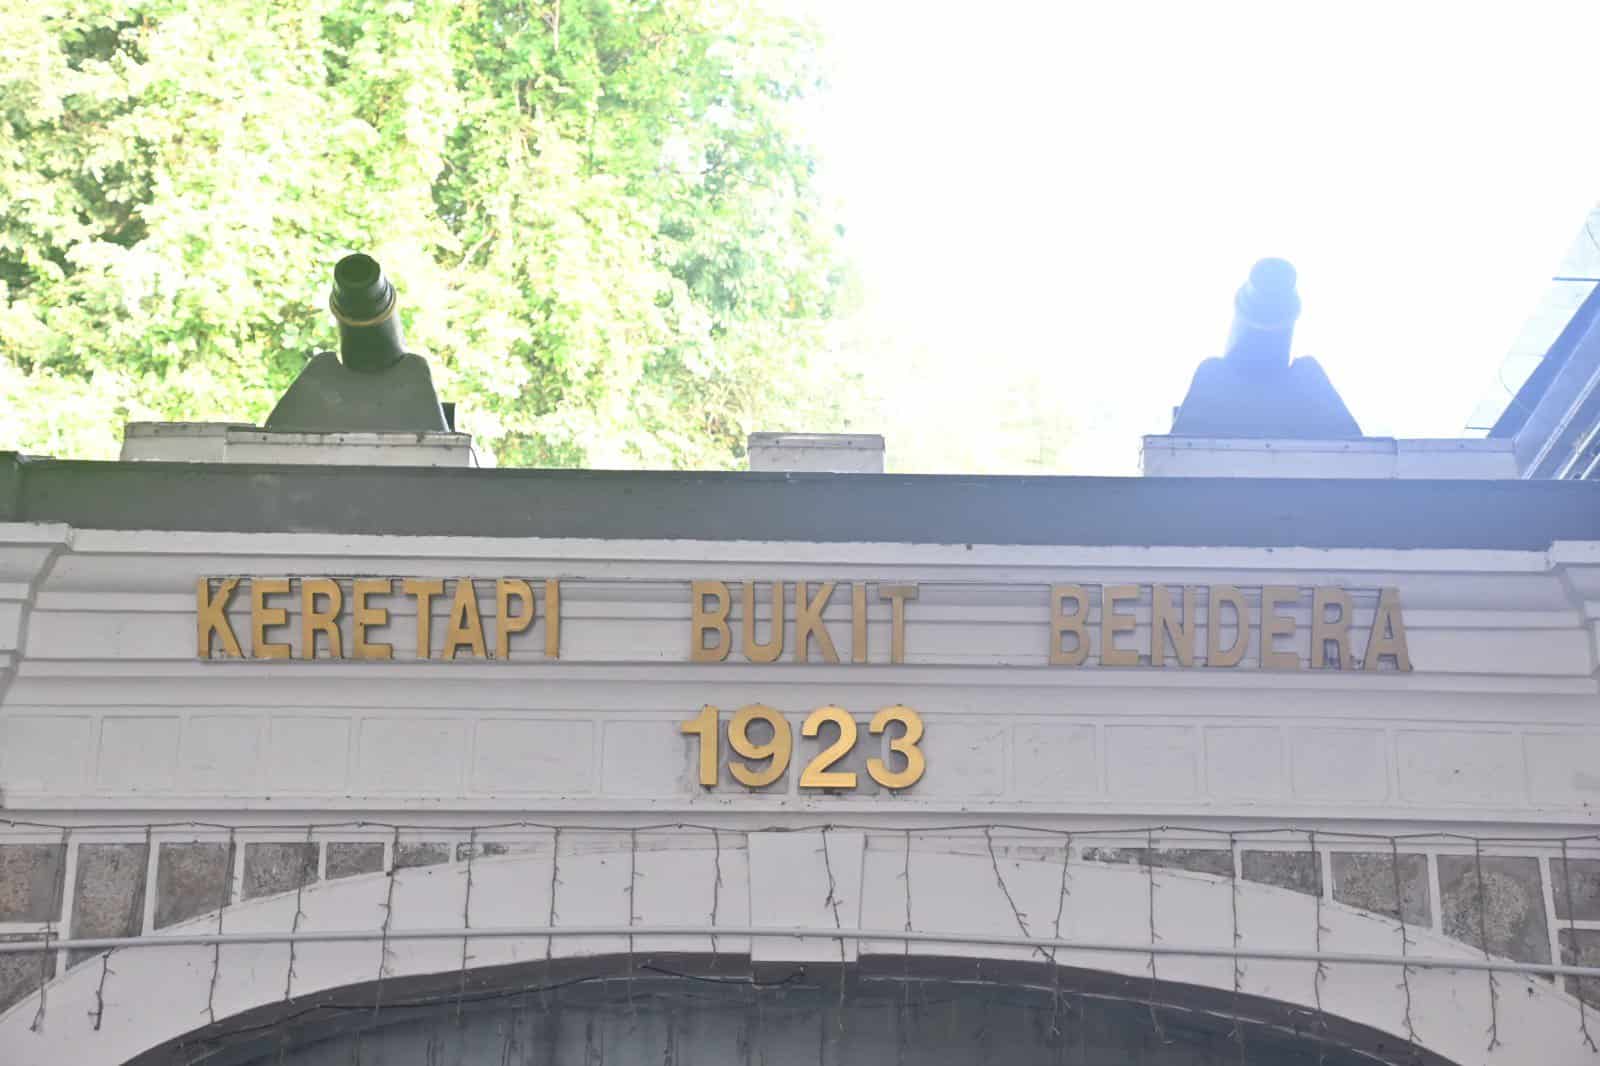 KERETAPI BUKIT BENDERA
1923